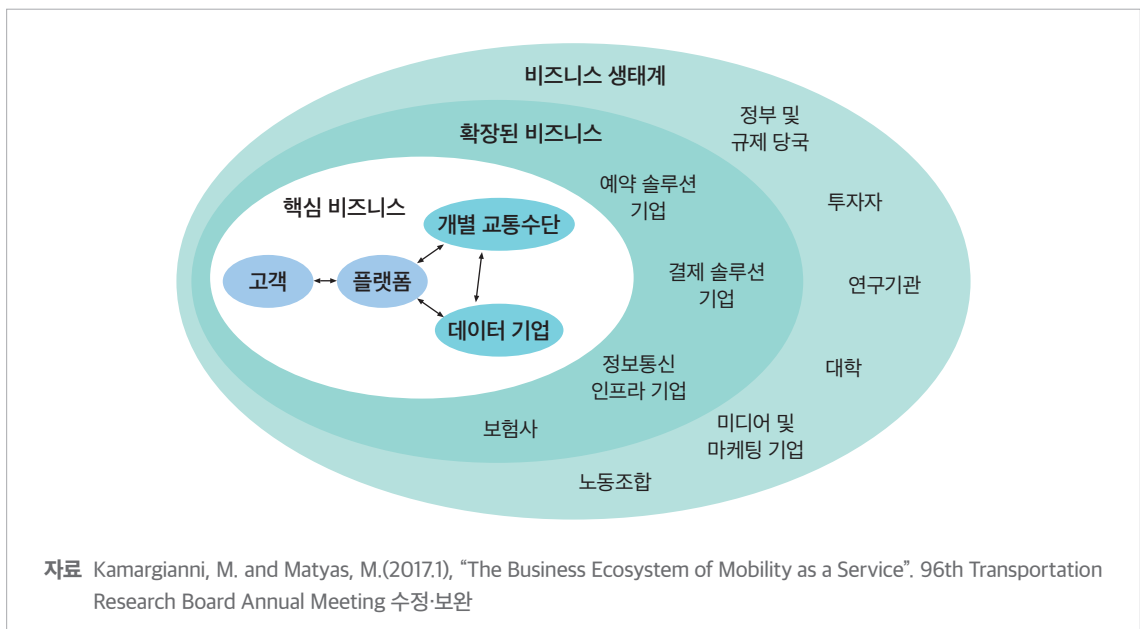 비즈니스 생태계
확장된 비즈니스
핵심 비즈니스
고객
플랫폼
개별 교통수단
데이터 기업
예약 솔루션
기업
결제 솔루션
기업
정보통신
인프라 기업
보험사
정부 및
규제 당국
투자자
연구기관
대학
미디어 및
마케팅 기업
노동조합
자료 Kamargianni, M. and Matyas, M.(2017.1), “The Business Ecosystem of Mobility as a Service”. 96th Transportation
Research Board Annual Meeting 수정·보완